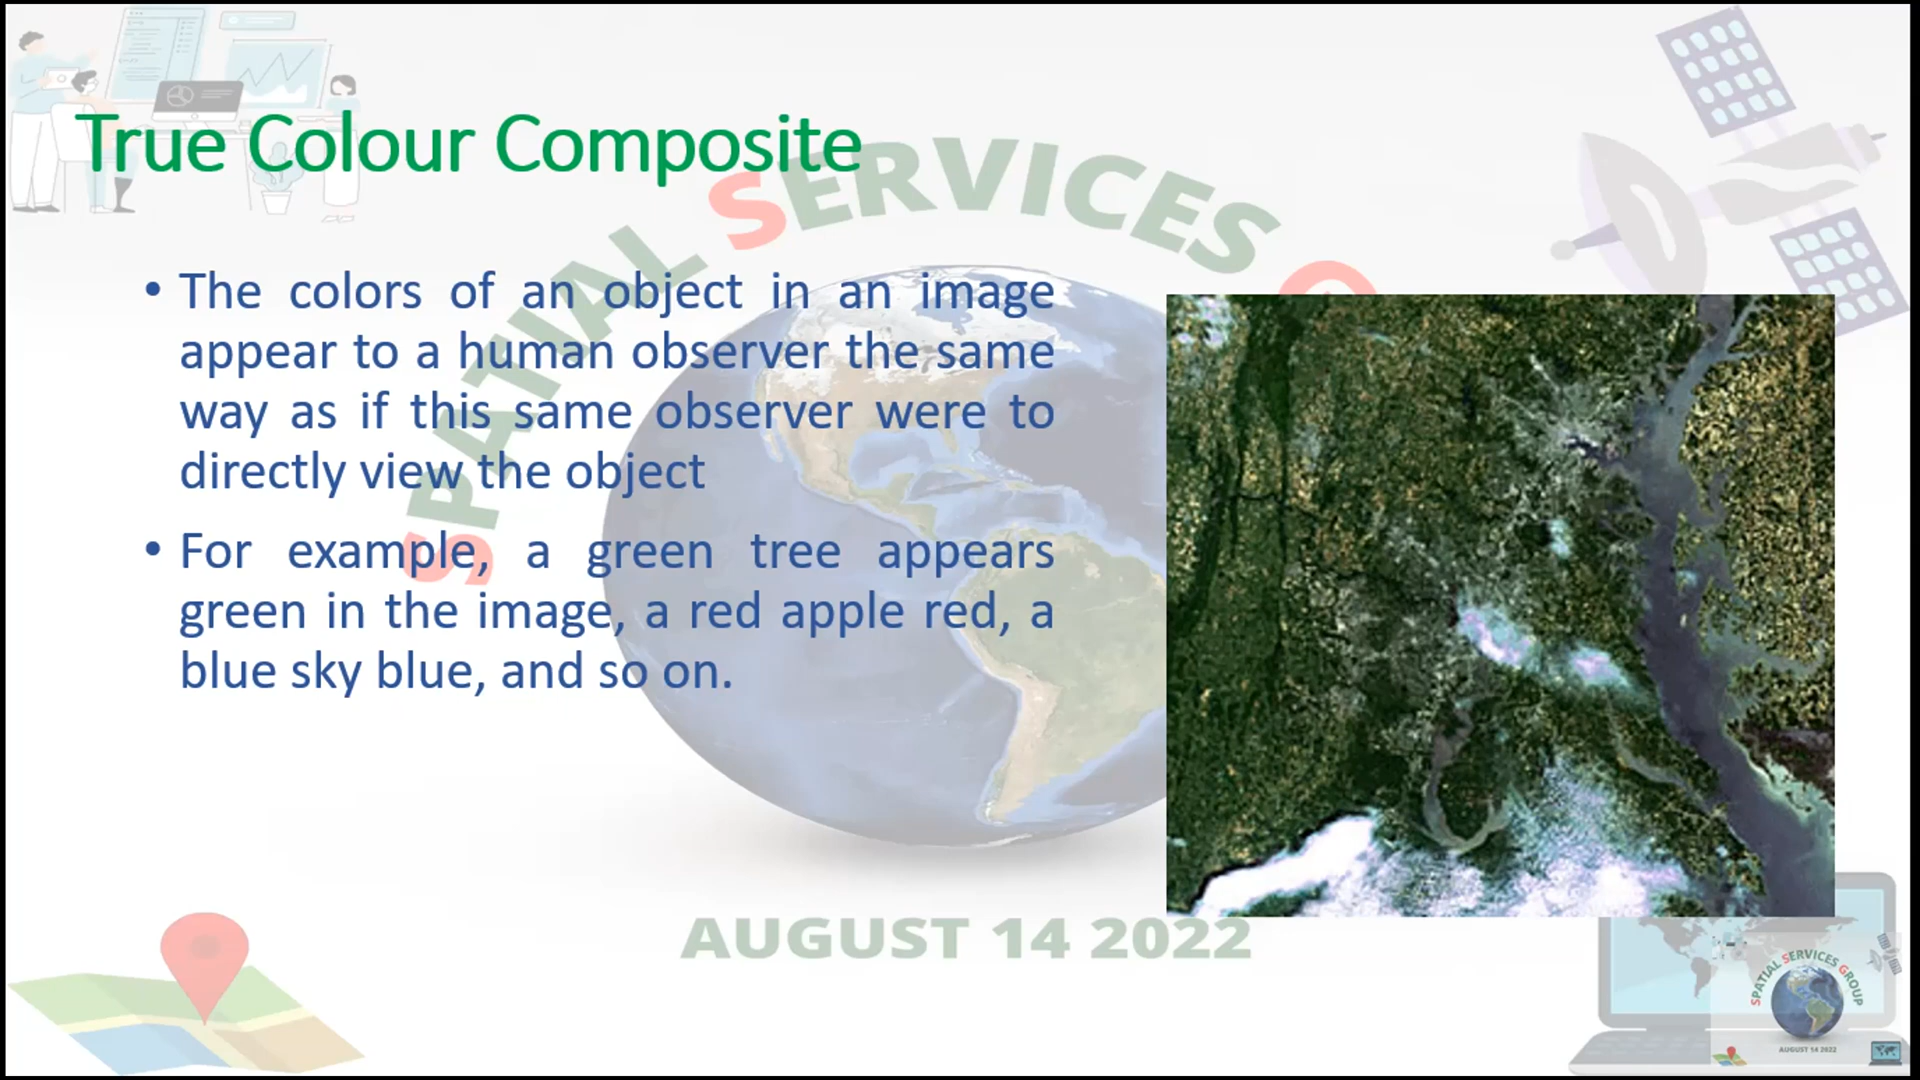 True Colour Composite
SPATIAL SERVICES G
• The colors of an object in an image
appear to a human observer the same
way as if this same observer were to
directly view the object
• For example, a green tree appears
green in the image, a red apple red, a
blue sky blue, and so on.
AUGUST 14 2022
SPATIAL SERVICES GROUP
AUGUST 14 2022